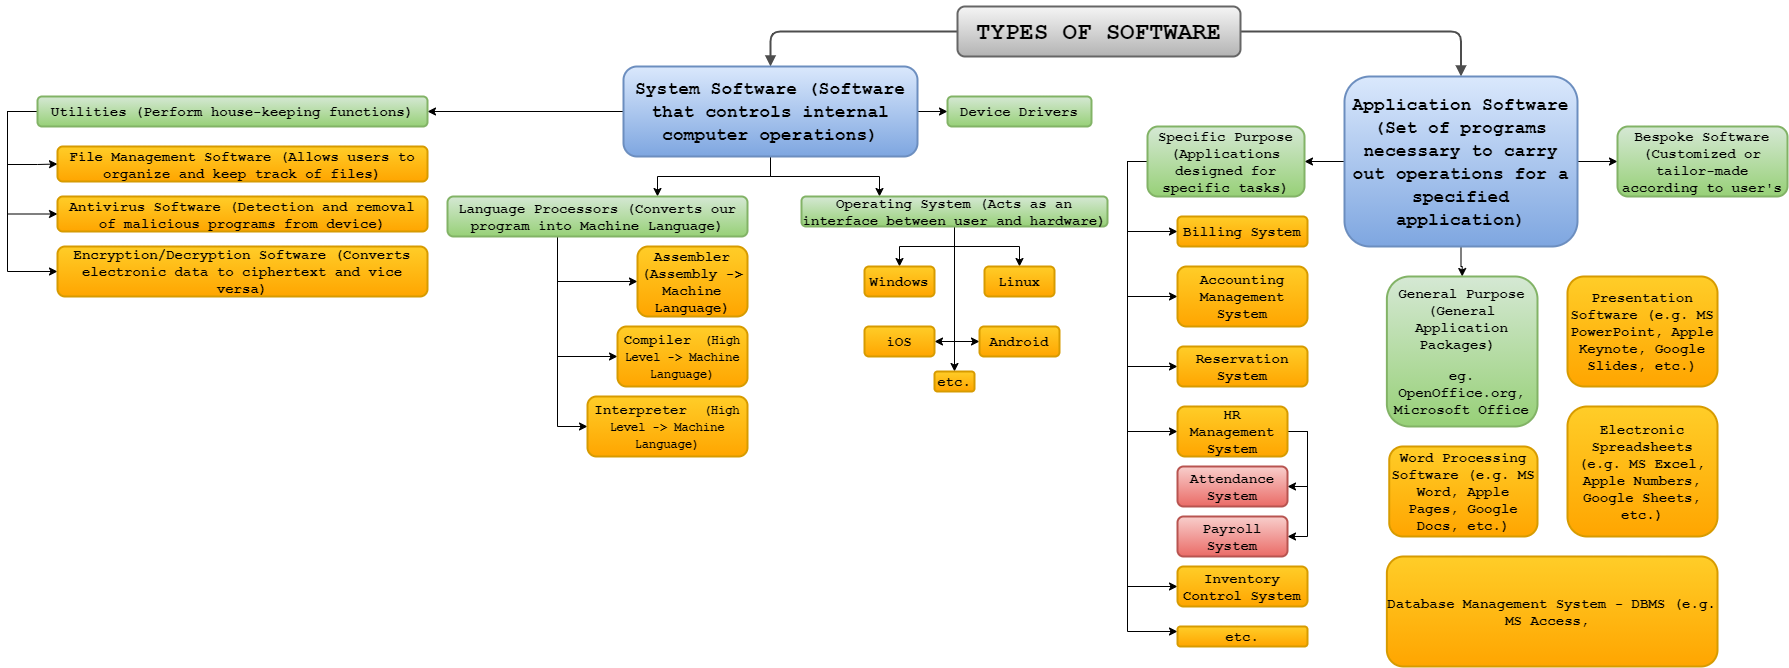 TYPES OF SOFTWARE
System Software (Software
that controls internal
computer operations)
Utilities (Perform house-keeping functions)
File Management Software (Allows users to
organize and keep track of files)
Antivirus Software (Detection and removal
of malicious programs from device)
Encryption/Decryption Software (Converts
electronic data to ciphertext and vice
versa)
Device Drivers
Language Processors (Converts our
program into Machine Language)
Assembler
(Assembly ->
Machine
Language)
Compiler (High
Level -> Machine
Language)
Interpreter (High
Level -> Machine
Language)
Operating System (Acts as an
interface between user and hardware)
Windows
Linux
iOS
Android
etc.
Application Software
(Set of programs
necessary to carry
out operations for a
specified
application)
Specific Purpose
(Applications
designed for
specific tasks)
Billing System
Accounting
Management
System
Reservation
System
HR
Management
System
Attendance
System
Payroll
System
Inventory
Control System
etc.
Bespoke Software
(Customized or
tailor-made
according to user's
General Purpose
(General
Application
Packages)
eg.
OpenOffice.org,
Microsoft Office
Presentation
Software (e.g. MS
PowerPoint, Apple
Keynote, Google
Slides, etc.)
Word Processing
Software (e.g. MS
Word, Apple
Pages, Google
Docs, etc.)
Electronic
Spreadsheets
(e.g. MS Excel,
Apple Numbers,
Google Sheets,
etc.)
Database Management System - DBMS (e.g.
MS Access,